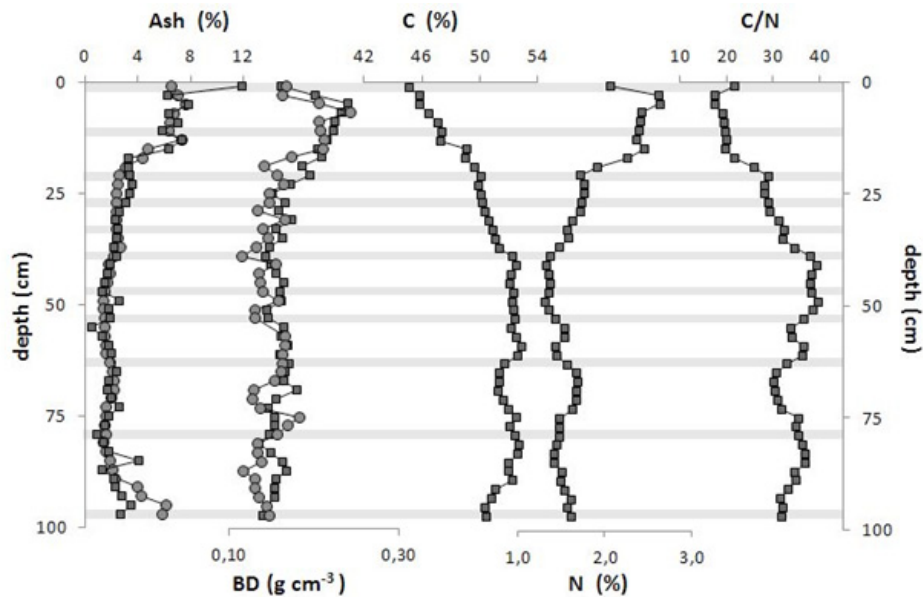 Ash (%) C (%) C/N
0 4 8 12 42 46 50 54 10 20 30 40
0 0
25 25
50 50
75 75
100 100
depth (cm)
depth (cm)
0,10 0,30 1,0 2,0 3,0
BD (g cm⁻³) N (%)